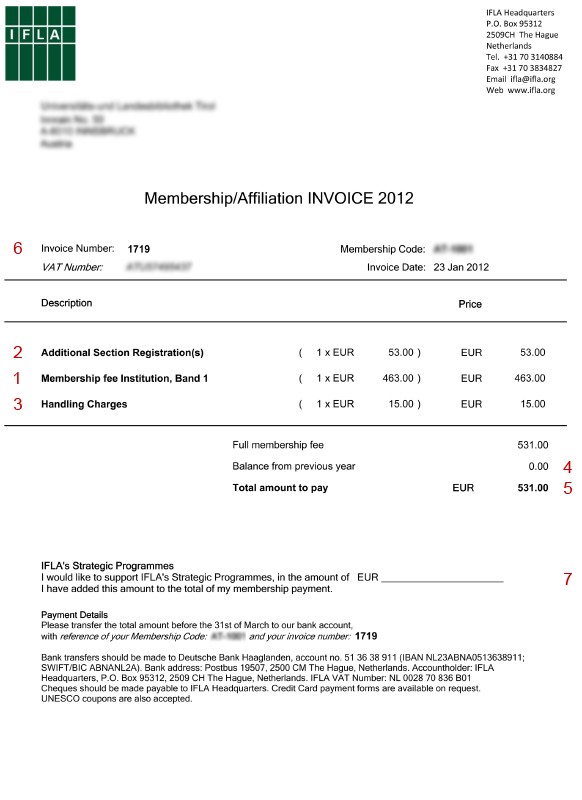 IFLA
IFLA Headquarters
P.O. Box 95312
2509CH The Hague
Netherlands
Tel. +31 70 3140884
Fax +31 70 3834827
Email ifla@ifla.org
Web www.ifla.org
Membership/Affiliation INVOICE 2012
6 Invoice Number: 1719 Membership Code:
VAT Number: Invoice Date: 23 Jan 2012
Description Price
2 Additional Section Registration(s) ( 1 x EUR 53.00 ) EUR 53.00
1 Membership fee Institution, Band 1 ( 1 x EUR 463.00 ) EUR 463.00
3 Handling Charges ( 1 x EUR 15.00 ) EUR 15.00
Full membership fee 531.00
Balance from previous year 0.00 4
Total amount to pay EUR 531.00 5
IFLA's Strategic Programmes
I would like to support IFLA's Strategic Programmes, in the amount of EUR ____________________ 7
I have added this amount to the total of my membership payment.
Payment Details
Please transfer the total amount before the 31st of March to our bank account,
with reference of your Membership Code: and your invoice number: 1719
Bank transfers should be made to Deutsche Bank Haaglanden, account no. 51 36 38 911 (IBAN NL23ABNA0513638911;
SWIFT/BIC ABNANL2A). Bank address: Postbus 19507, 2500 CM The Hague, Netherlands. Accountholder: IFLA
Headquarters, P.O. Box 95312, 2509 CH The Hague, Netherlands. IFLA VAT Number: NL 0028 70 836 B01
Cheques should be made payable to IFLA Headquarters. Credit Card payment forms are available on request.
UNESCO coupons are also accepted.